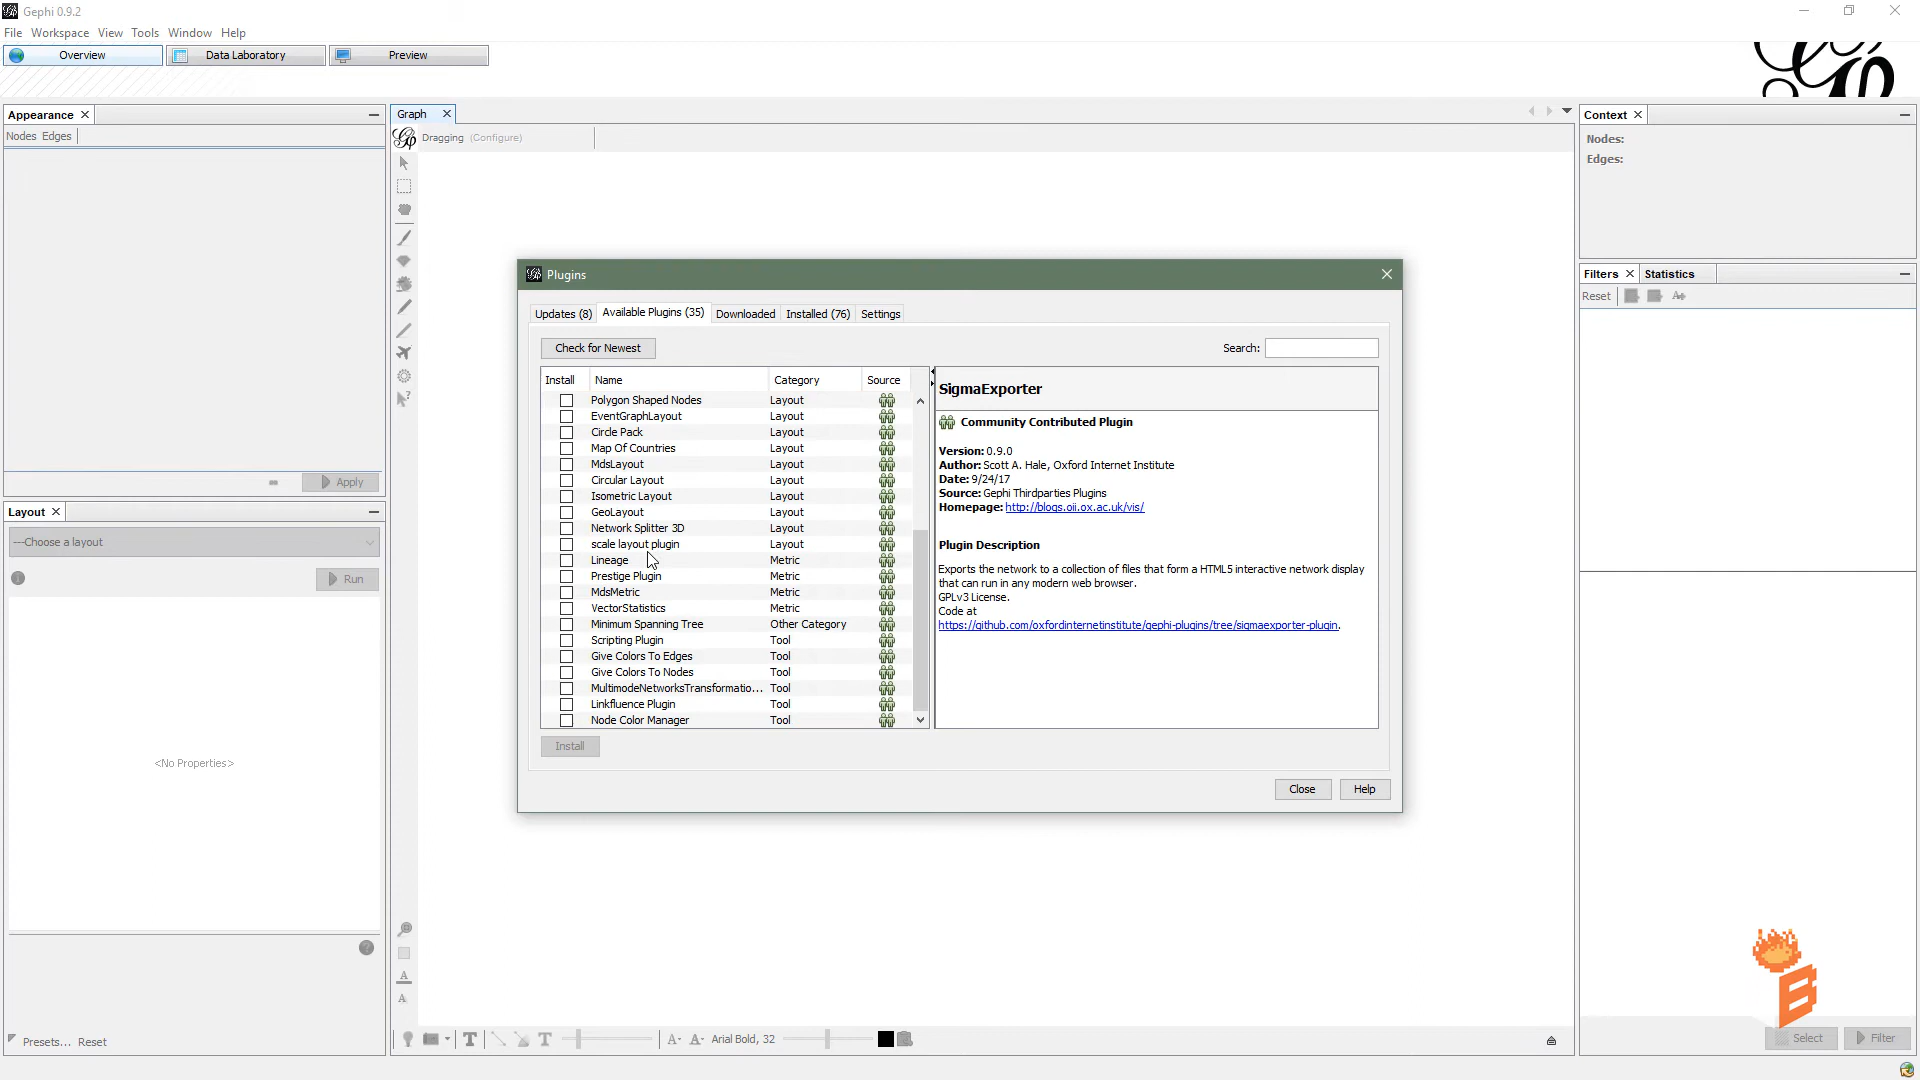 Gephi 0.9.2
File Workspace View Tools Window Help
Overview Data Laboratory Preview
Appearance
Nodes Edges
Apply
Layout
---Choose a layout
Run
<No Properties>
Presets... Reset
Graph
Dragging (Configure)
Plugins
Updates (8) Available Plugins (35) Downloaded Installed (76) Settings
Check for Newest Search:
Install Name Category Source
Polygon Shaped Nodes Layout
EventGraphLayout Layout
Circle Pack Layout
Map Of Countries Layout
MdsLayout Layout
Circular Layout Layout
Isometric Layout Layout
GeoLayout Layout
Network Splitter 3D Layout
scale layout plugin Layout
Lineage Metric
Prestige Plugin Metric
MdsMetric Metric
VectorStatistics Metric
Minimum Spanning Tree Other Category
Scripting Plugin Tool
Give Colors To Edges Tool
Give Colors To Nodes Tool
MultimodeNetworksTransformatio... Tool
Linkfluence Plugin Tool
Node Color Manager Tool
Install
SigmaExporter
Community Contributed Plugin
Version: 0.9.0
Author: Scott A. Hale, Oxford Internet Institute
Date: 9/24/17
Source: Gephi Thirdparties Plugins
Homepage: http://blogs.oii.ox.ac.uk/vis/
Plugin Description
Exports the network to a collection of files that form a HTML5 interactive network display
that can run in any modern web browser.
GPLv3 License.
Code at
https://github.com/oxfordinternetinstitute/gephi-plugins/tree/sigmaexporter-plugin.
Close Help
T T A- A- Arial Bold, 32
Context
Nodes:
Edges:
Filters Statistics
Reset A+
B
Select Filter